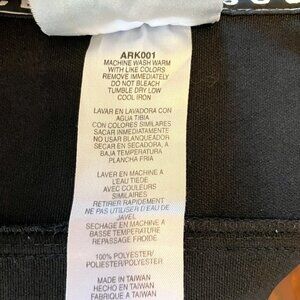 ARK001
MACHINE WASH WARM
WITH LIKE COLORS
REMOVE IMMEDIATELY
DO NOT BLEACH
TUMBLE DRY LOW
COOL IRON
LAVAR EN LAVADORA CON
AGUA TIBIA
CON COLORES SIMILARES
SACAR INMEDIATAMENTE
NO USAR BLANQUEADOR
SECAR EN SECADORA, A
BAJA TEMPERATURA
PLANCHA FRIA
LAVER EN MACHINE A
L'EAU TIEDE
AVEC COULEURS
SIMILAIRES
RETIRER RAPIDEMENT
NE PAS UTILISER D'EAU DE
JAVEL
SECHAGE EN MACHINE A
BASSE TEMPERATURE
REPASSAGE FROIDE
100% POLYESTER/
POLIESTER/POLYESTER
MADE IN TAIWAN
HECHO EN TAIWAN
FABRIQUE A TAIWAN